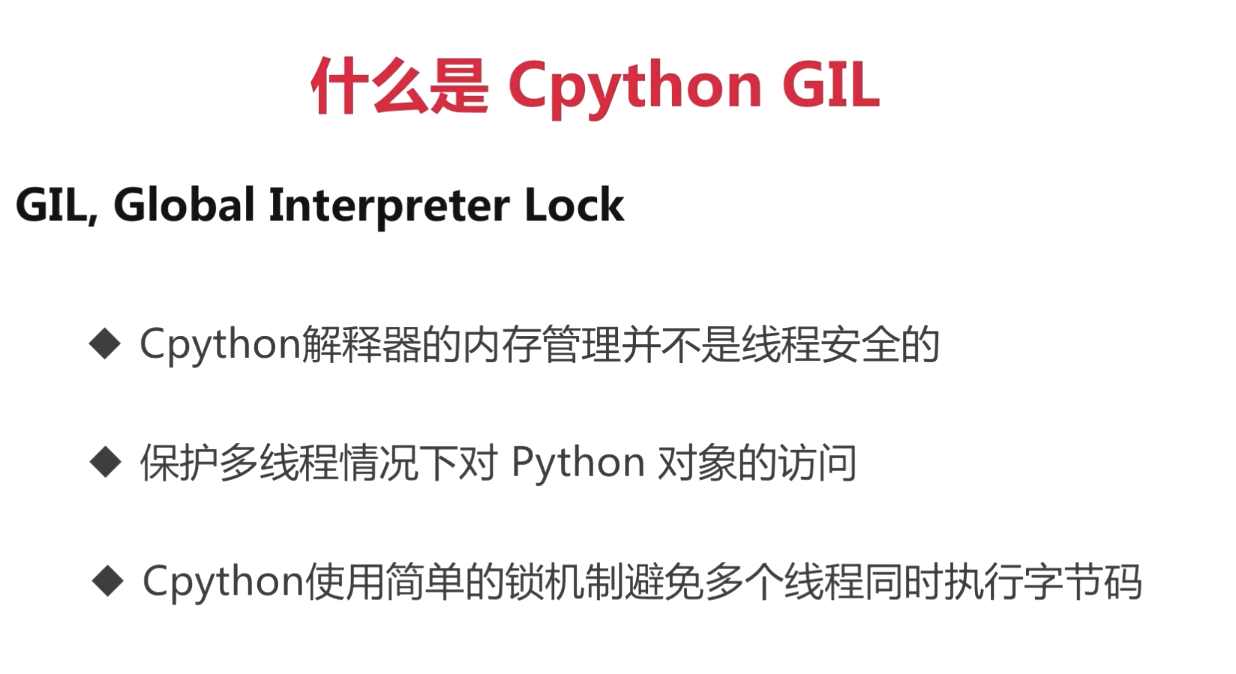 什么是 Cpython GIL
GIL, Global Interpreter Lock
◆ Cpython解释器的内存管理并不是线程安全的
◆ 保护多线程情况下对 Python 对象的访问
◆ Cpython使用简单的锁机制避免多个线程同时执行字节码